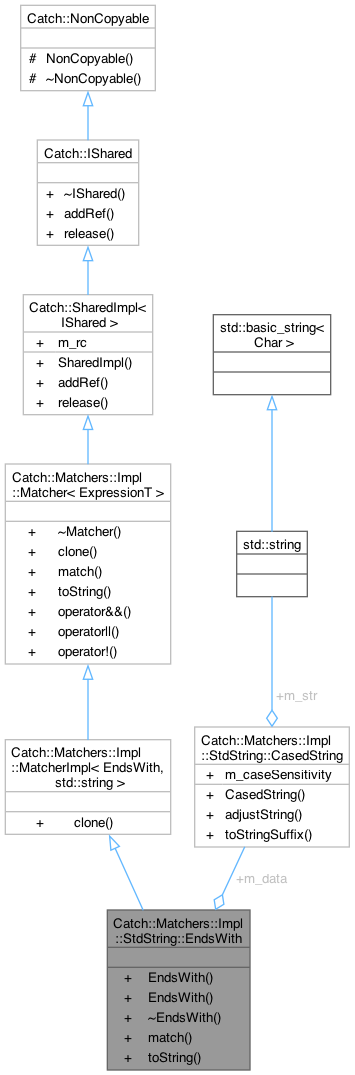 Catch::NonCopyable
# NonCopyable()
# ~NonCopyable()
Catch::IShared
+ ~IShared()
+ addRef()
+ release()
Catch::SharedImpl<
IShared >
+ m_rc
+ SharedImpl()
+ addRef()
+ release()
std::basic_string<
Char >
Catch::Matchers::Impl
::Matcher< ExpressionT >
+ ~Matcher()
+ clone()
+ match()
+ toString()
+ operator&&()
+ operator||()
+ operator!()
std::string
+m_str
Catch::Matchers::Impl
::MatcherImpl< EndsWith,
std::string >
+ clone()
Catch::Matchers::Impl
::StdString::CasedString
+ m_caseSensitivity
+ CasedString()
+ adjustString()
+ toStringSuffix()
+m_data
Catch::Matchers::Impl
::StdString::EndsWith
+ EndsWith()
+ EndsWith()
+ ~EndsWith()
+ match()
+ toString()